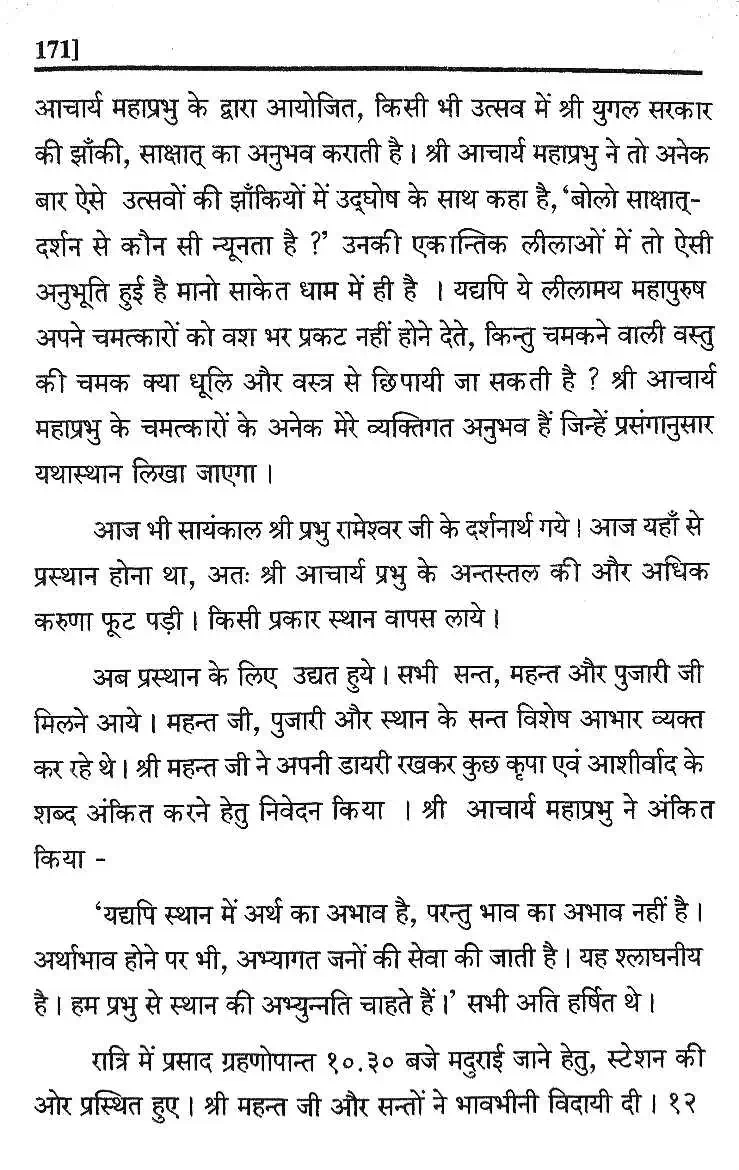 171]
आचार्य महाप्रभु के द्वारा आयोजित, किसी भी उत्सव में श्री युगल सरकार
की झाँकी, साक्षात् का अनुभव कराती है। श्री आचार्य महाप्रभु ने तो अनेक
बार ऐसे उत्सवों की झाँकियों में उद्घोष के साथ कहा है, ‘बोलो साक्षात्-
दर्शन से कौन सी न्यूनता है ?’ उनकी एकान्तिक लीलाओं में तो ऐसी
अनुभूति हुई है मानो साकेत धाम में ही है । यद्यपि ये लीलामय महापुरुष
अपने चमत्कारों को वश भर प्रकट नहीं होने देते, किन्तु चमकने वाली वस्तु
की चमक क्या धूलि और वस्त्र से छिपायी जा सकती है ? श्री आचार्य
महाप्रभु के चमत्कारों के अनेक मेरे व्यक्तिगत अनुभव हैं जिन्हें प्रसंगानुसार
यथास्थान लिखा जाएगा ।
आज भी सायंकाल श्री प्रभु रामेश्वर जी के दर्शनार्थ गये। आज यहाँ से
प्रस्थान होना था, अतः श्री आचार्य प्रभु के अन्तस्तल की और अधिक
करुणा फूट पड़ी । किसी प्रकार स्थान वापस लाये ।
अब प्रस्थान के लिए उद्यत हुये । सभी सन्त, महन्त और पुजारी जी
मिलने आये । महन्त जी, पुजारी और स्थान के सन्त विशेष आभार व्यक्त
कर रहे थे। श्री महन्त जी ने अपनी डायरी रखकर कुछ कृपा एवं आशीर्वाद के
शब्द अंकित करने हेतु निवेदन किया । श्री आचार्य महाप्रभु ने अंकित
किया -
‘यद्यपि स्थान में अर्थ का अभाव है, परन्तु भाव का अभाव नहीं है ।
अर्थाभाव होने पर भी, अभ्यागत जनों की सेवा की जाती है । यह श्लाघनीय
है । हम प्रभु से स्थान की अभ्युन्नति चाहते हैं।’ सभी अति हर्षित थे ।
रात्रि में प्रसाद ग्रहणोपान्त १०.३० बजे मदुराई जाने हेतु, स्टेशन की
ओर प्रस्थित हुए । श्री महन्त जी और सन्तों ने भावभीनी विदायी दी । १२